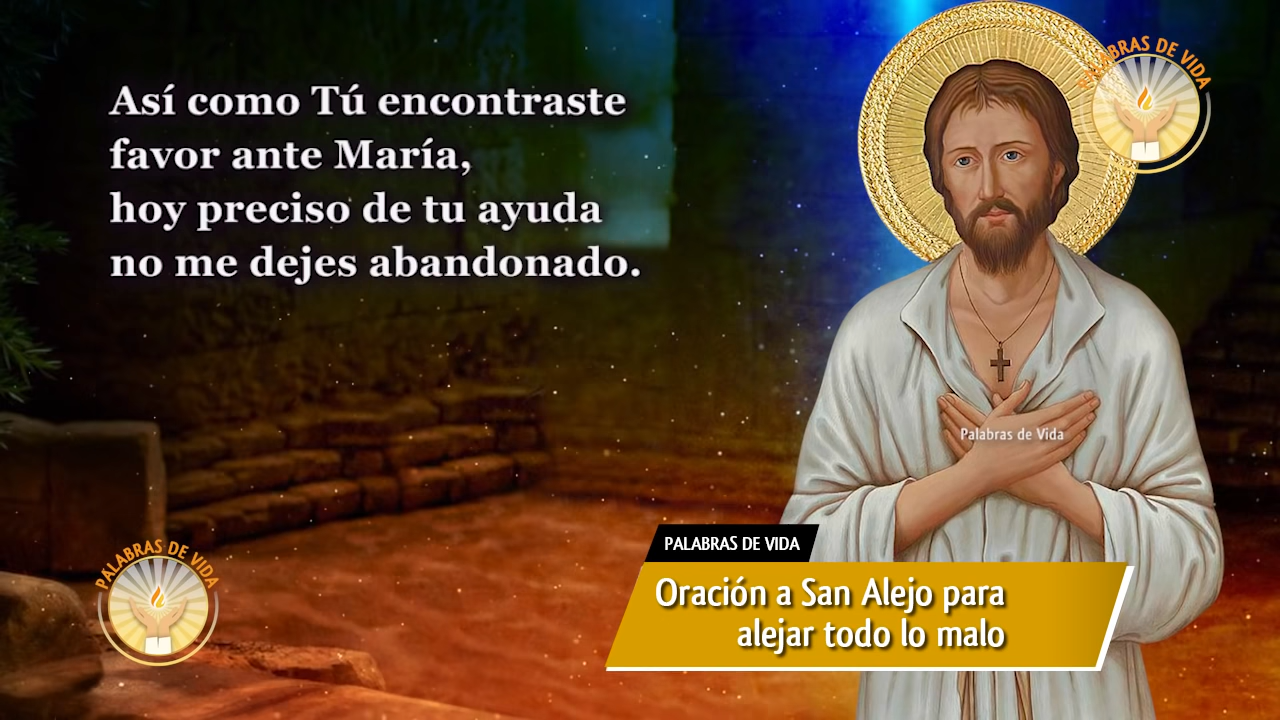 Así como Tú encontraste
favor ante María,
hoy preciso de tu ayuda
no me dejes abandonado.
PALABRAS DE VIDA
Palabras de Vida
PALABRAS DE VIDA
PALABRAS DE VIDA
Oración a San Alejo para
alejar todo lo malo